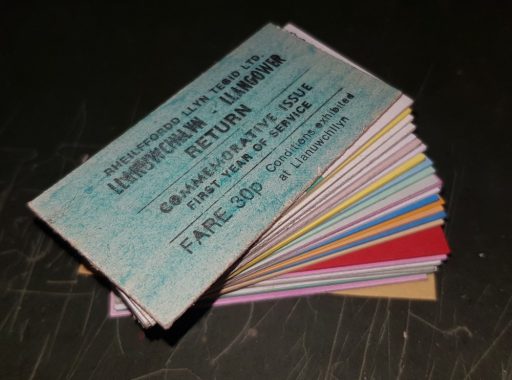 RHEILFFORDD LLYN TEGID LTD
LLANUWCHLLYN - LLANGOWER
RETURN
COMMEMORATIVE ISSUE
FIRST YEAR OF SERVICE
FARE 30p Conditions exhibited
at Llanuwchllyn